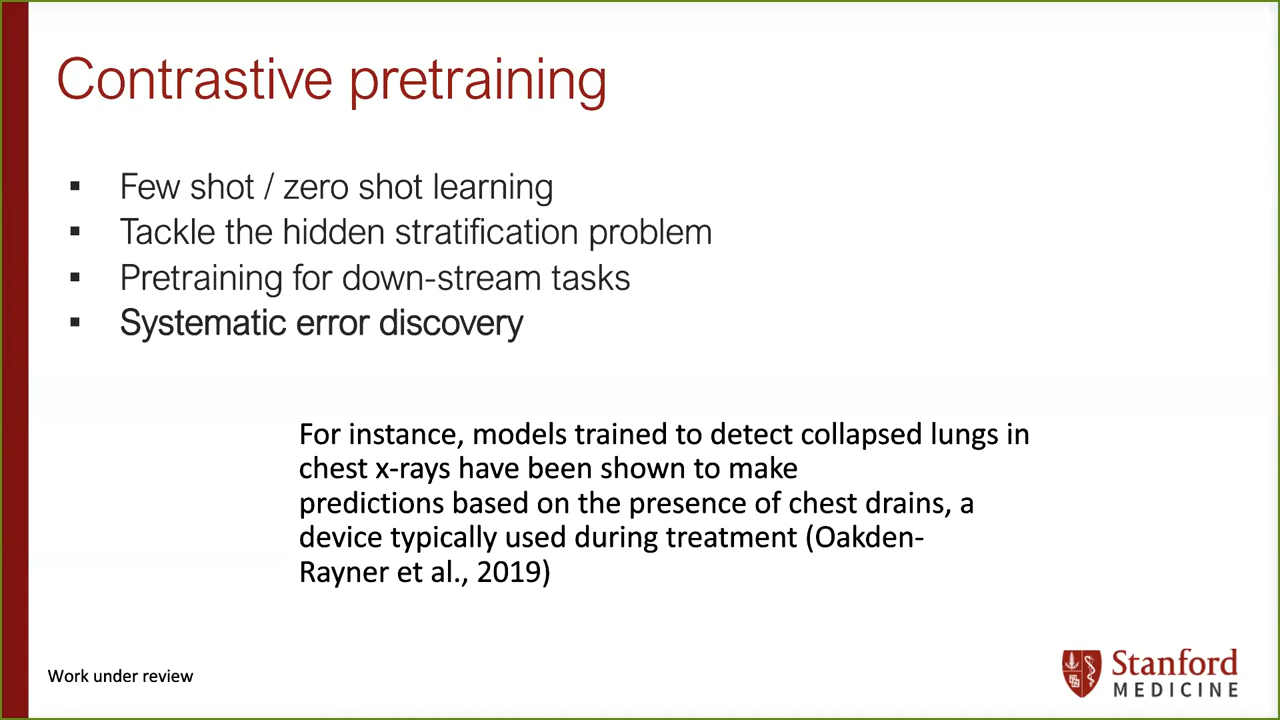 Contrastive pretraining
▪ Few shot / zero shot learning
▪ Tackle the hidden stratification problem
▪ Pretraining for down-stream tasks
▪ Systematic error discovery
For instance, models trained to detect collapsed lungs in
chest x-rays have been shown to make
predictions based on the presence of chest drains, a
device typically used during treatment (Oakden-
Rayner et al., 2019)
Work under review
Stanford
MEDICINE